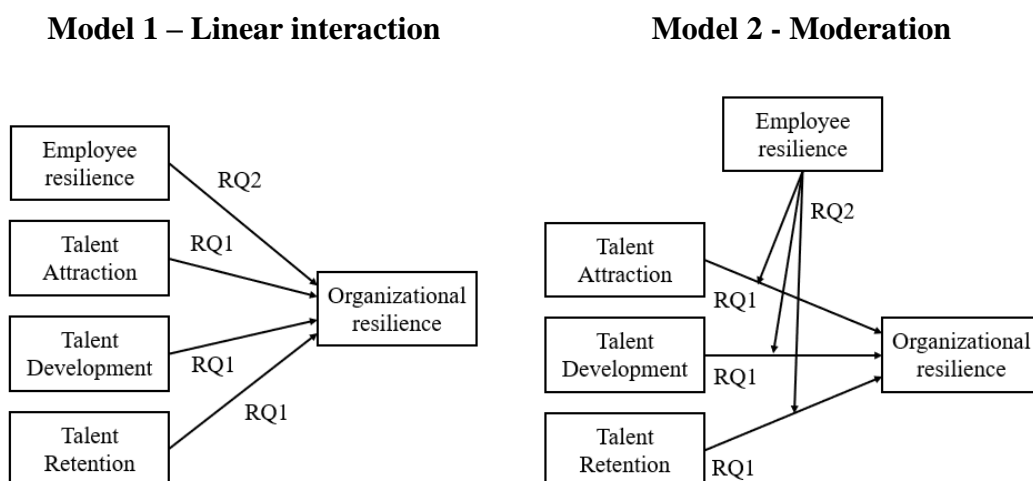 Model 1 – Linear interaction
Employee
resilience
RQ2
Talent
Attraction
RQ1
Talent
Development
RQ1
Talent
Retention
RQ1
Organizational
resilience
Model 2 - Moderation
Employee
resilience
RQ2
Talent
Attraction
RQ1
Talent
Development
RQ1
Talent
Retention
RQ1
Organizational
resilience